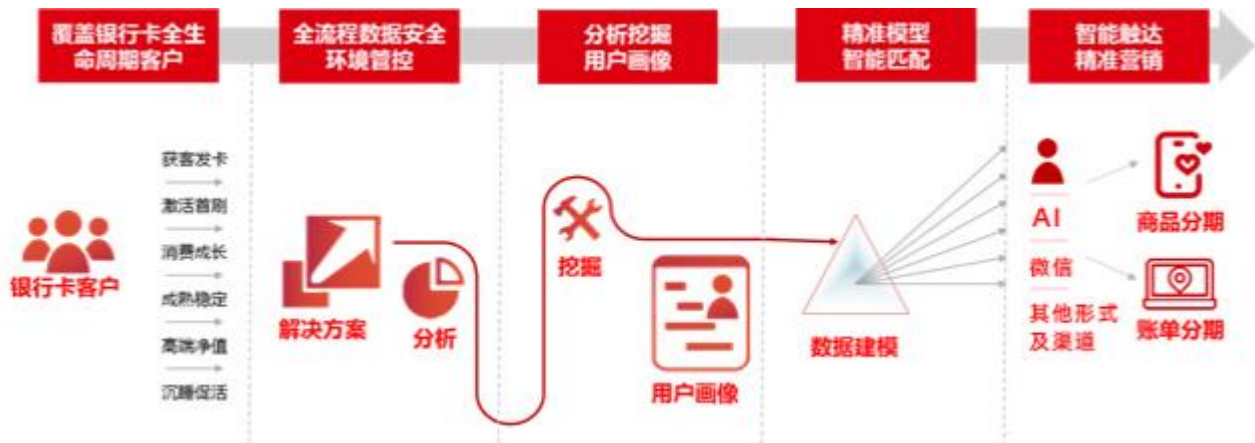 覆盖银行卡全生
命周期客户
全流程数据安全
环境管控
分析挖掘
用户画像
精准模型
智能匹配
智能触达
精准营销
获客发卡
激活首刷
消费成长
成熟稳定
高端净值
沉睡促活
银行卡客户
解决方案
分析
挖掘
用户画像
数据建模
AI
微信
其他形式
及渠道
商品分期
账单分期